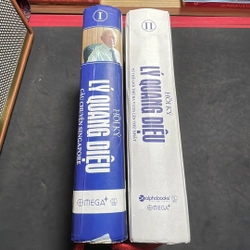 I
HỒI KÝ
LÝ QUANG DIỆU
CÂU CHUYỆN SINGAPORE
OMEGA+
II
HỒI KÝ
LÝ QUANG DIỆU
alphabooks
OMEGA+